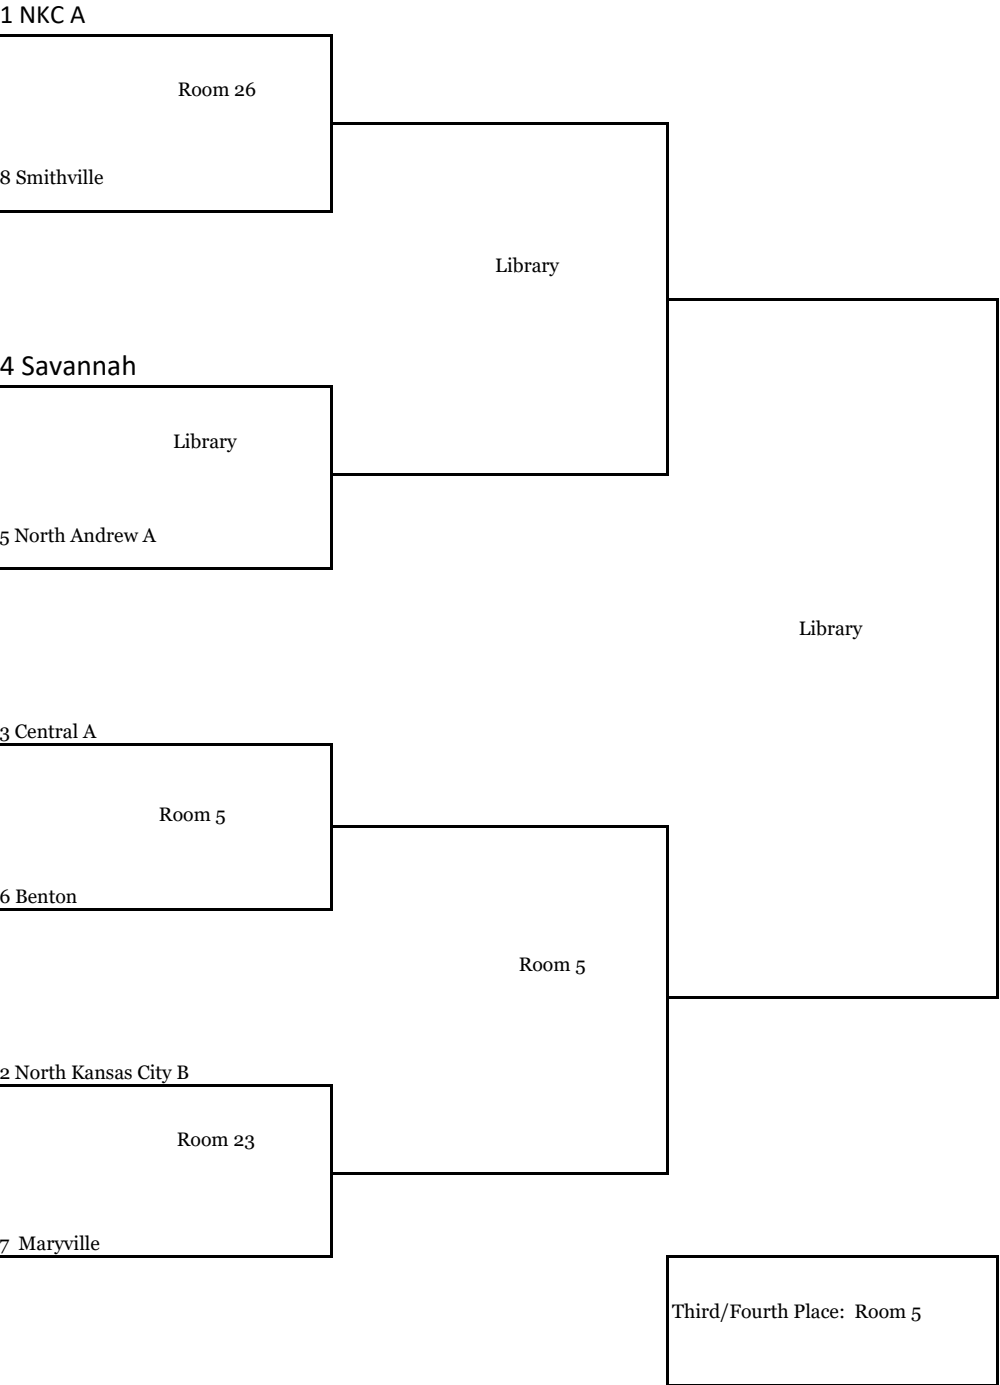 1 NKC A
Room 26
8 Smithville
Library
4 Savannah
Library
5 North Andrew A
Library
3 Central A
Room 5
6 Benton
Room 5
2 North Kansas City B
Room 23
7 Maryville
Third/Fourth Place: Room 5